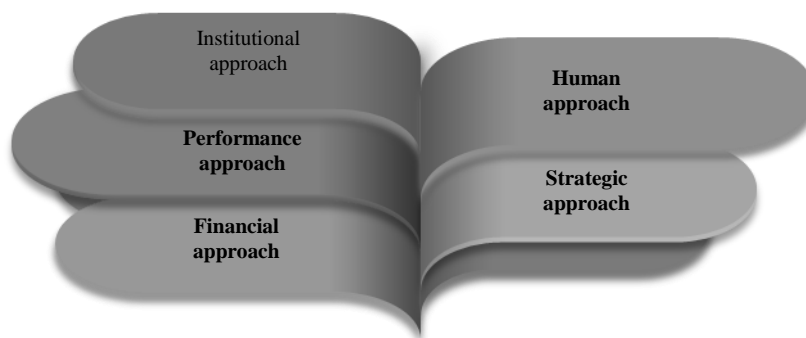 Institutional
approach
Performance
approach
Financial
approach
Human
approach
Strategic
approach